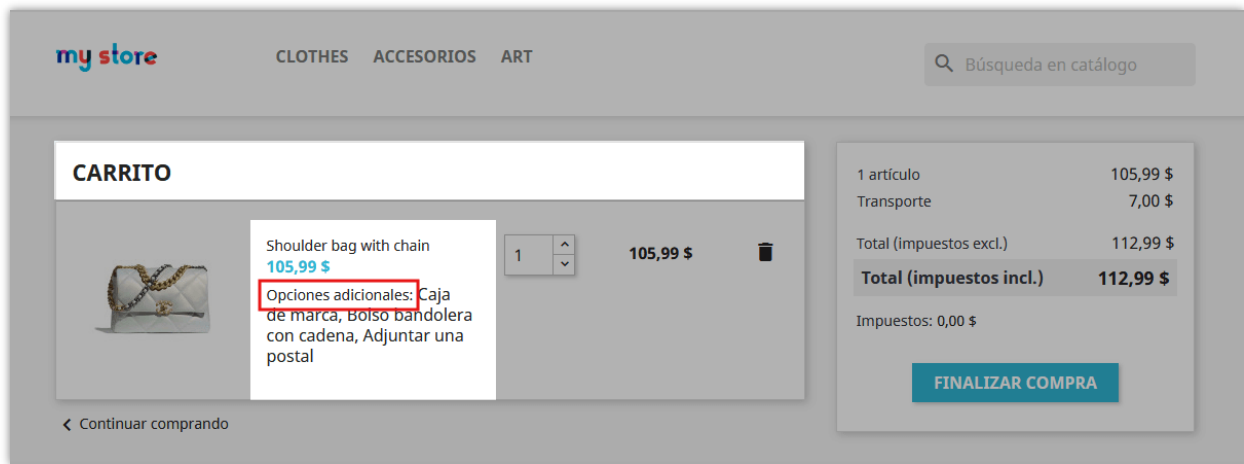 my store
CLOTHES ACCESORIOS ART
Búsqueda en catálogo
CARRITO
Shoulder bag with chain
105,99 $
Opciones adicionales: Caja
de marca, Bolso bandolera
con cadena, Adjuntar una
postal
1
105,99 $
Continuar comprando
1 artículo 105,99 $
Transporte 7,00 $
Total (impuestos excl.) 112,99 $
Total (impuestos incl.) 112,99 $
Impuestos: 0,00 $
FINALIZAR COMPRA